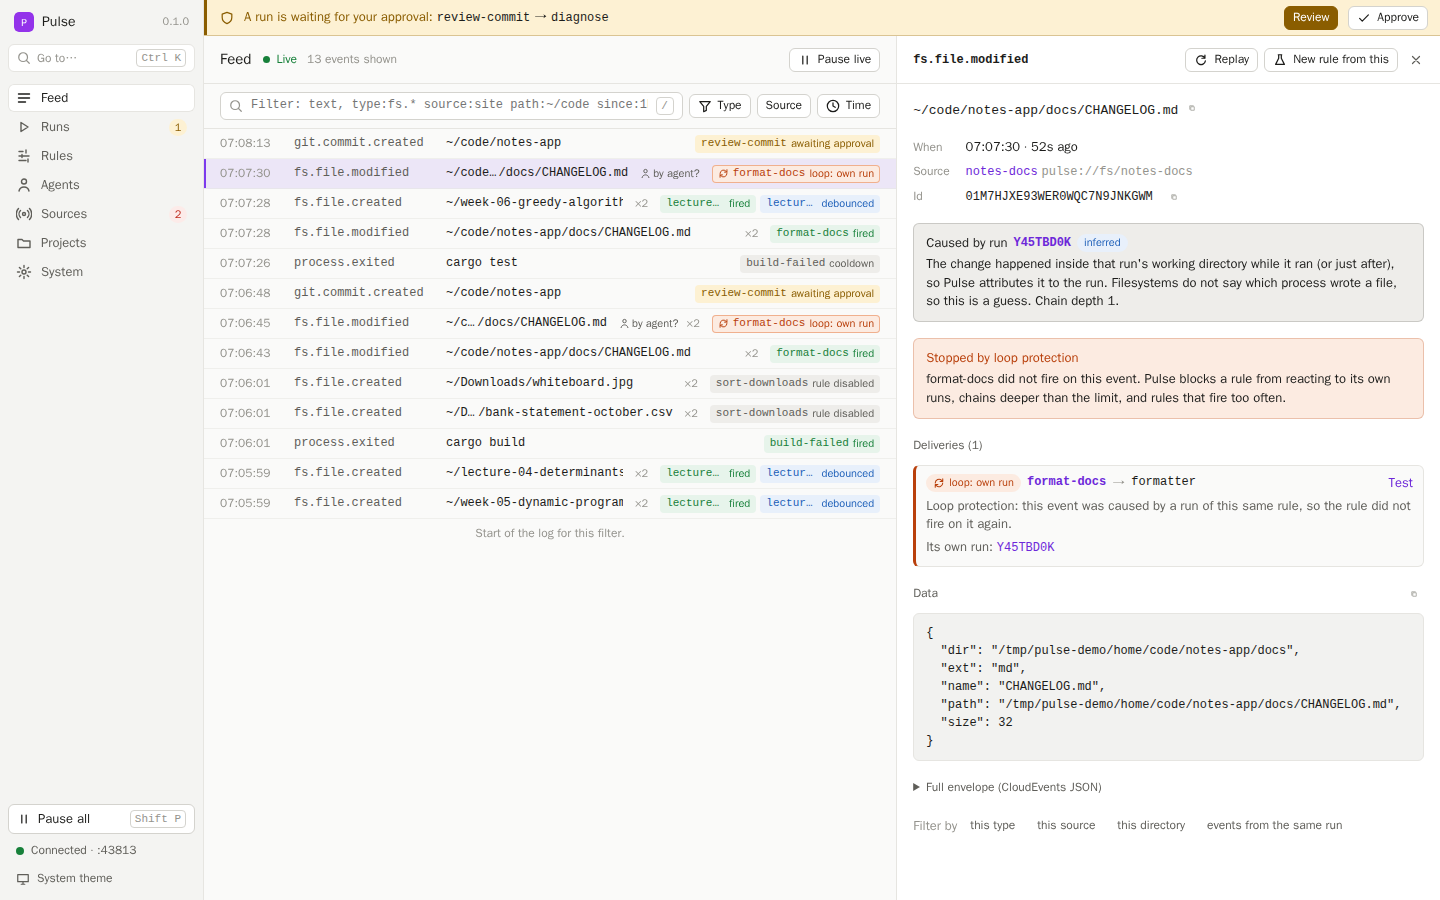 P Pulse 0.1.0
Go to··· Ctrl K
Feed
Runs 1
Rules
Agents
Sources 2
Projects
System
Pause all Shift P
Connected · :43813
System theme
A run is waiting for your approval: review-commit → diagnose
Review
Approve
Feed Live 13 events shown
Pause live
Filter: text, type:fs.* source:site path:~/code since:1 /
Type
Source
Time
07:08:13 git.commit.created ~/code/notes-app review-commit awaiting approval
07:07:30 fs.file.modified ~/code…/docs/CHANGELOG.md by agent? format-docs loop: own run
07:07:28 fs.file.created ~/week-06-greedy-algorith ×2 lecture… fired lectur… debounced
07:07:28 fs.file.modified ~/code/notes-app/docs/CHANGELOG.md ×2 format-docs fired
07:07:26 process.exited cargo test build-failed cooldown
07:06:48 git.commit.created ~/code/notes-app review-commit awaiting approval
07:06:45 fs.file.modified ~/c…/docs/CHANGELOG.md by agent? ×2 format-docs loop: own run
07:06:43 fs.file.modified ~/code/notes-app/docs/CHANGELOG.md ×2 format-docs fired
07:06:01 fs.file.created ~/Downloads/whiteboard.jpg ×2 sort-downloads rule disabled
07:06:01 fs.file.created ~/D…/bank-statement-october.csv ×2 sort-downloads rule disabled
07:06:01 process.exited cargo build build-failed fired
07:05:59 fs.file.created ~/lecture-04-determinants ×2 lecture… fired lectur… debounced
07:05:59 fs.file.created ~/week-05-dynamic-program ×2 lecture… fired lectur… debounced
Start of the log for this filter.
fs.file.modified
Replay
New rule from this
~/code/notes-app/docs/CHANGELOG.md
When 07:07:30 · 52s ago
Source notes-docs pulse://fs/notes-docs
Id 01M7HJXE93WER0WQC7N9JNKGWM
Caused by run Y45TBD0K inferred
The change happened inside that run's working directory while it ran (or just after),
so Pulse attributes it to the run. Filesystems do not say which process wrote a file,
so this is a guess. Chain depth 1.
Stopped by loop protection
format-docs did not fire on this event. Pulse blocks a rule from reacting to its own
runs, chains deeper than the limit, and rules that fire too often.
Deliveries (1)
loop: own run format-docs → formatter Test
Loop protection: this event was caused by a run of this same rule, so the rule did not
fire on it again.
Its own run: Y45TBD0K
Data
{
"dir": "/tmp/pulse-demo/home/code/notes-app/docs",
"ext": "md",
"name": "CHANGELOG.md",
"path": "/tmp/pulse-demo/home/code/notes-app/docs/CHANGELOG.md",
"size": 32
}
Full envelope (CloudEvents JSON)
Filter by this type this source this directory events from the same run